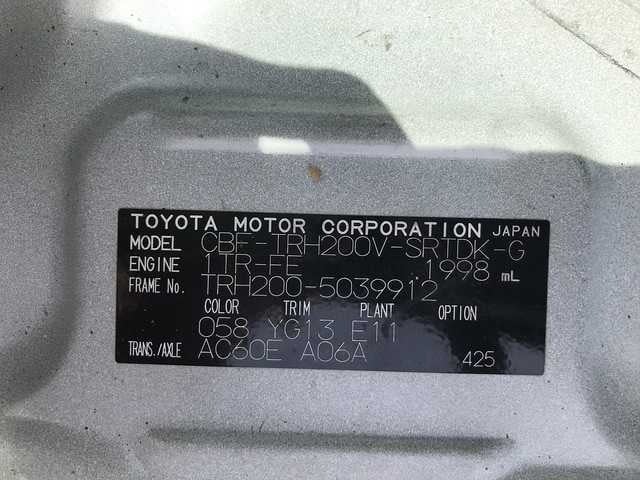 TOYOTA MOTOR CORPORATION JAPAN
MODEL CBF-TRH200V-SRTDK-G
ENGINE 1TR-FE 1998 mL
FRAME No. TRH200-5039912
COLOR TRIM PLANT OPTION
058 YG13 E11
TRANS./AXLE AC60E A06A 425